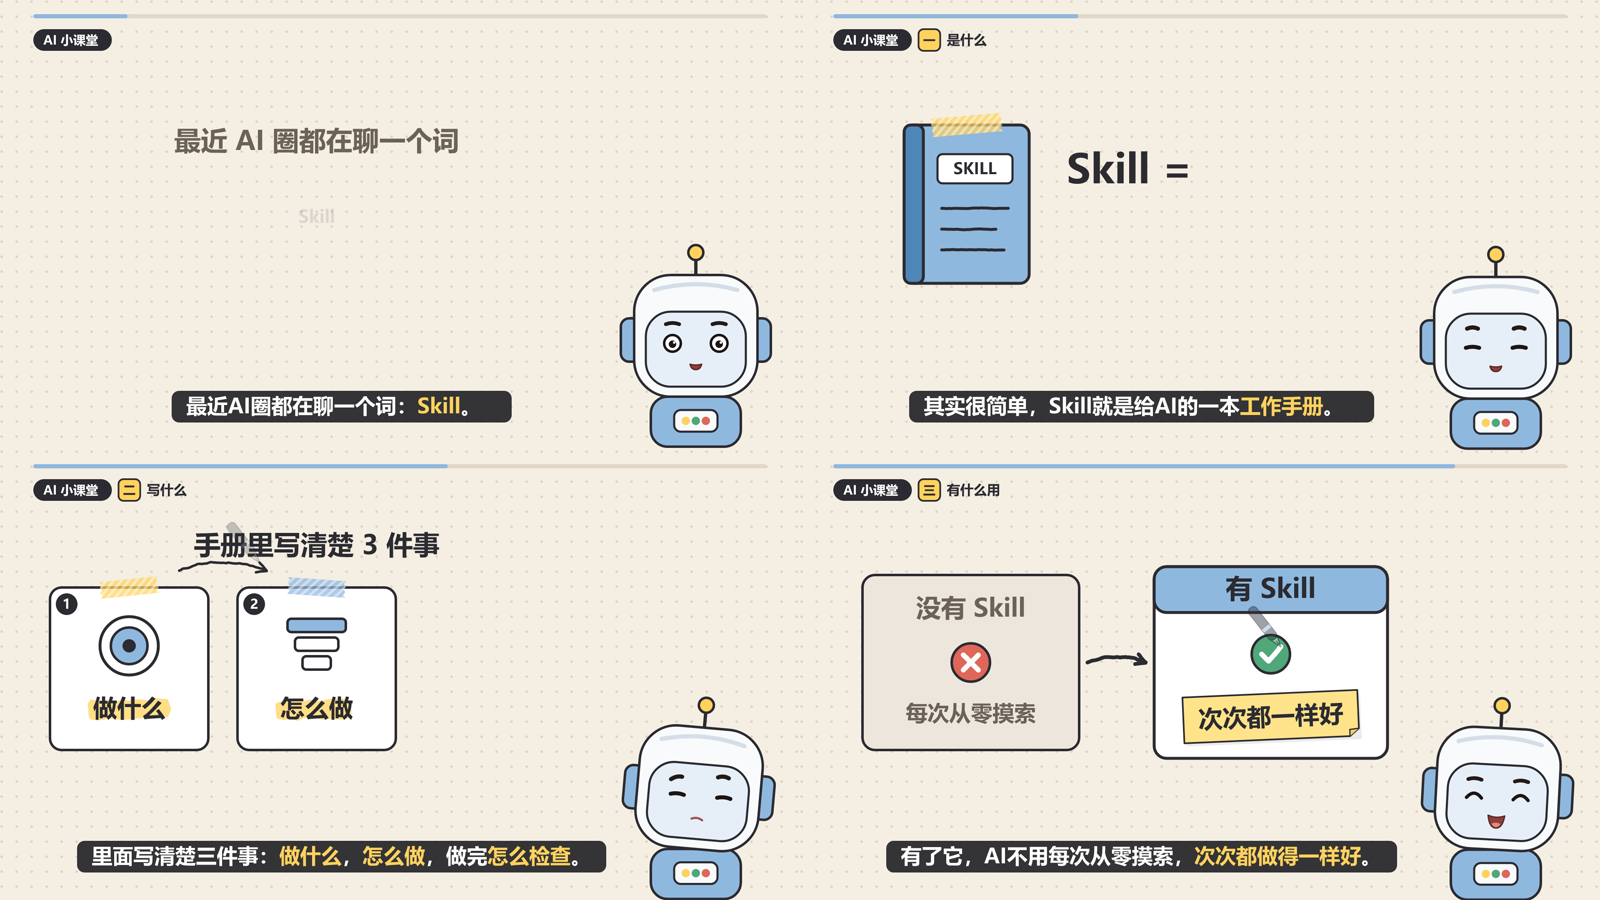 AI 小课堂
最近 AI 圈都在聊一个词
Skill
最近AI圈都在聊一个词：Skill。
AI 小课堂 一 是什么
SKILL
Skill =
其实很简单，Skill就是给AI的一本工作手册。
AI 小课堂 二 写什么
手册里写清楚 3 件事
1
做什么
2
怎么做
里面写清楚三件事：做什么，怎么做，做完怎么检查。
AI 小课堂 三 有什么用
没有 Skill
每次从零摸索
有 Skill
次次都一样好
有了它，AI不用每次从零摸索，次次都做得一样好。